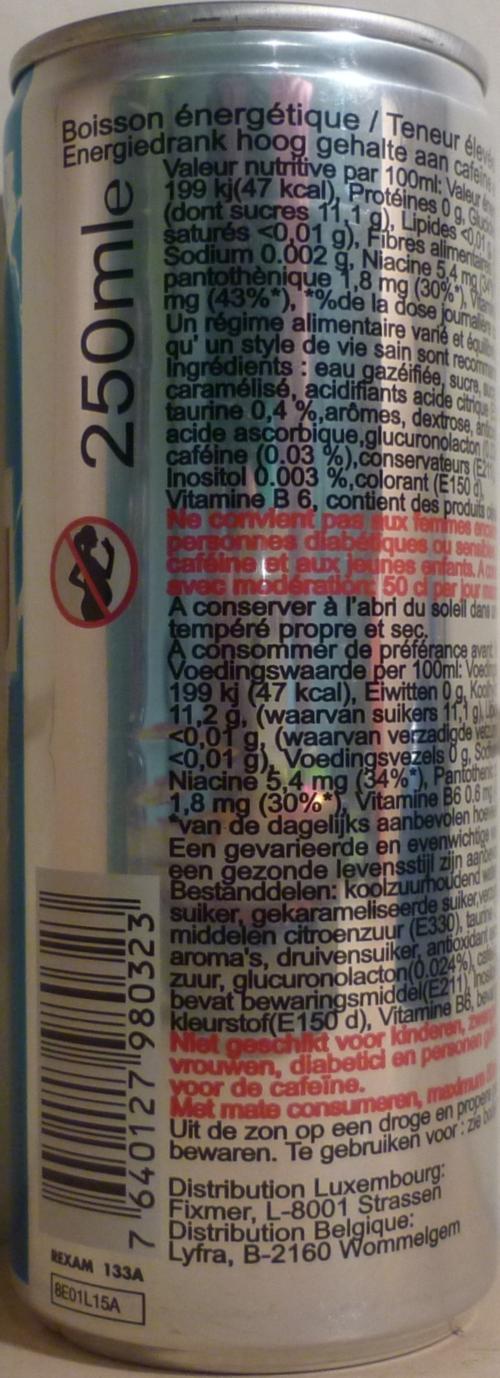 Boisson énergétique / Teneur élevé
Energiedrank hoog gehalte aan cafeïne
250mle
Valeur nutritive par 100ml: Valeur
199 kj(47 kcal), Protéines 0 g,
(dont sucres 11,1 g), Lipides <0,01
saturés <0,01 g), Fibres alimentaires
Sodium 0.002 g, Niacine 5,4 mg
pantothènique 1,8 mg (30%*),
mg (43%*), *%de la dose journalière
Un régime alimentaire varié et
qu' un style de vie sain sont
Ingrédients : eau gazéifiée, sucre,
caramélisé, acidifiants acide citrique
taurine 0,4 %,arômes, dextrose,
acide ascorbique,glucuronolacton
caféine (0.03 %),conservateurs
Inositol 0.003 %,colorant (E150 d),
Vitamine B 6, contient des produits
Ne convient pas aux femmes
personnes diabétiques ou
caféine et aux jeunes enfants. A
avec modération: 50 cl par jour
A conserver à l'abri du soleil dans
tempéré propre et sec.
A consommer de préférance avant
Voedingswaarde per 100ml:
199 kj (47 kcal), Eiwitten 0 g,
11,2 g, (waarvan suikers 11,1 g),
<0,01 g, (waarvan verzadigde
<0,01 g), Voedingsvezels 0 g,
Niacine 5,4 mg (34%*),
1,8 mg (30%*), Vitamine B6 0.6
*van de dagelijks aanbevolen
Een gevarieerde en evenwichtige
een gezonde levensstijl zijn
Bestanddelen: koolzuurhoudend
suiker, gekarameliseerde suiker,
middelen citroenzuur (E330),
aroma's, druivensuiker, antioxidant
zuur, glucuronolacton(0.024%),
bevat bewaringsmiddel(E211),
kleurstof(E150 d), Vitamine B6,
Niet geschikt voor kinderen,
vrouwen, diabetici en personen
voor de cafeïne.
Met mate consumeren, maximum
Uit de zon op een droge en propere
bewaren. Te gebruiken voor : zie
Distribution Luxembourg:
Fixmer, L-8001 Strassen
Distribution Belgique:
Lyfra, B-2160 Wommelgem
7 640127 980323
REXAM 133A
8E01L15A